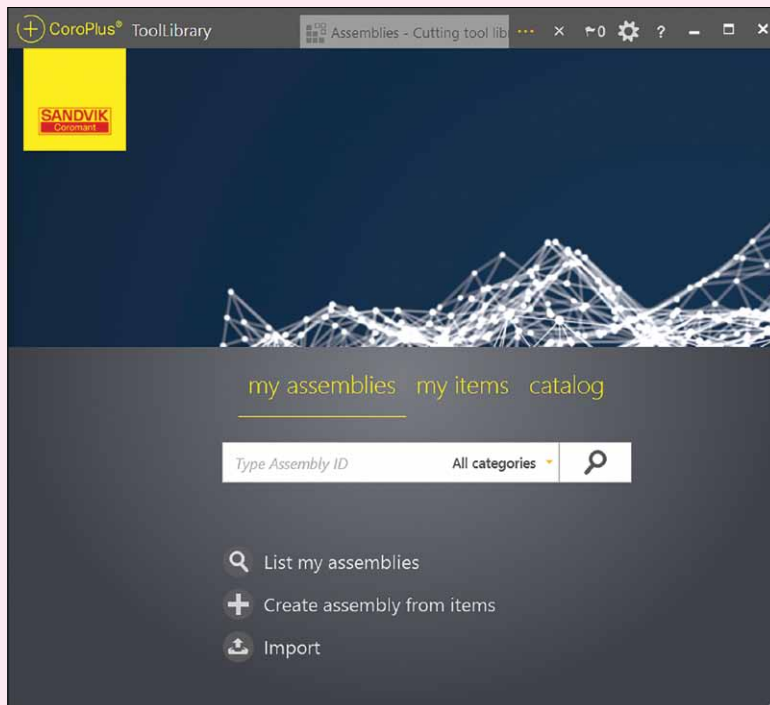 CoroPlus® ToolLibrary
Assemblies - Cutting tool lib
0
?
SANDVIK
Coromant
my assemblies my items catalog
Type Assembly ID All categories
List my assemblies
Create assembly from items
Import